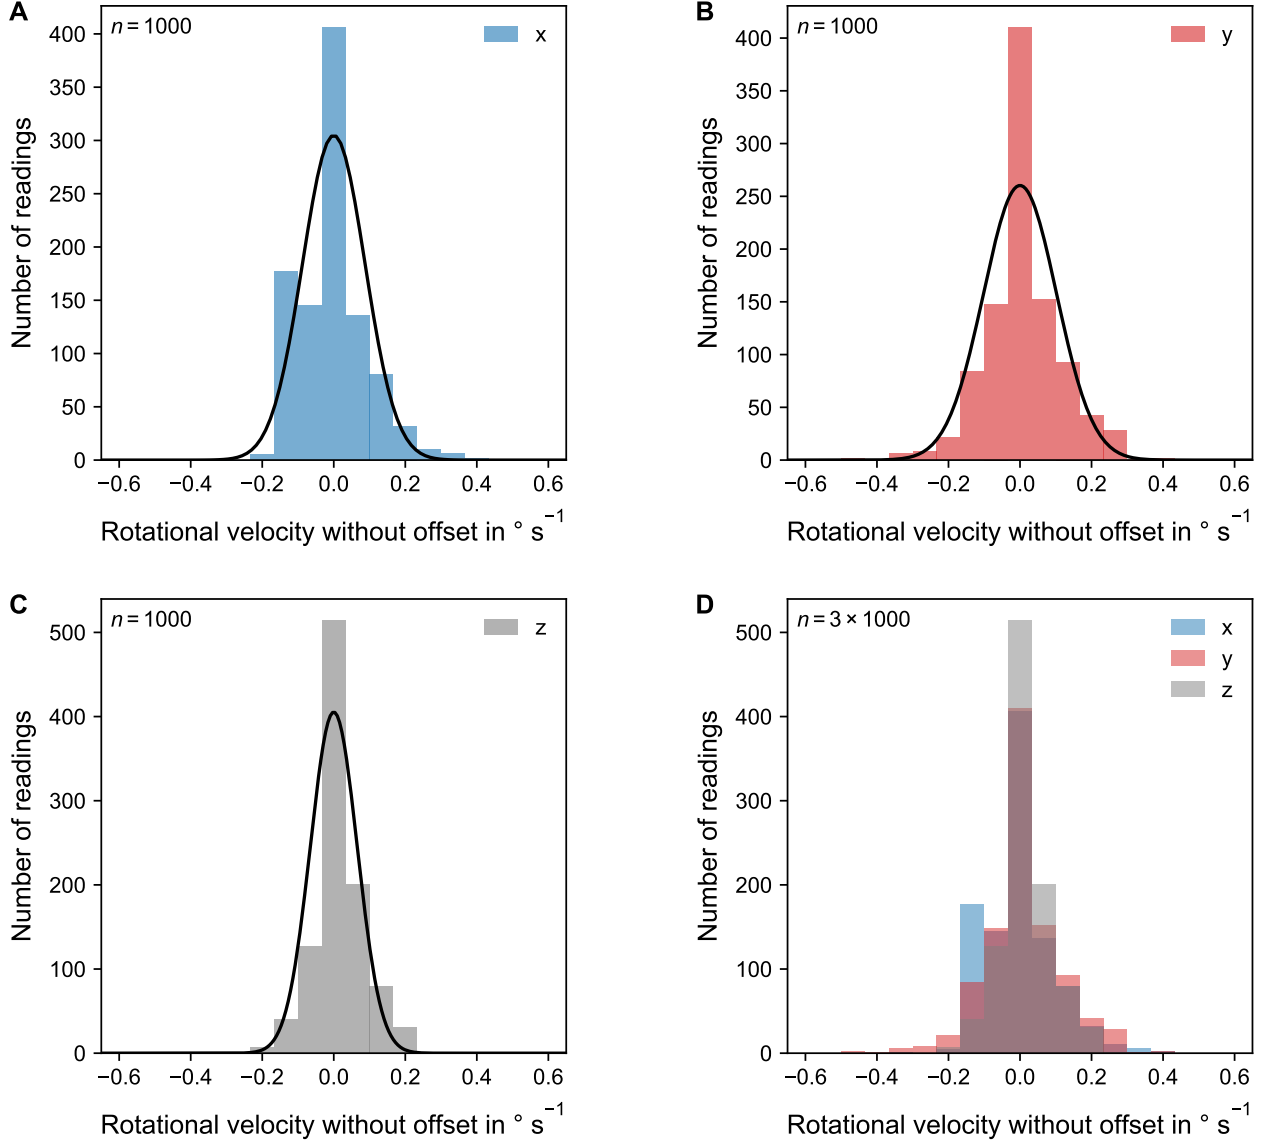 A
n = 1000
x
400
350
300
250
200
150
100
50
0
Number of readings
−0.6 −0.4 −0.2 0.0 0.2 0.4 0.6
Rotational velocity without offset in ° s⁻¹
B
n = 1000
y
400
350
300
250
200
150
100
50
0
Number of readings
−0.6 −0.4 −0.2 0.0 0.2 0.4 0.6
Rotational velocity without offset in ° s⁻¹
C
n = 1000
z
500
400
300
200
100
0
Number of readings
−0.6 −0.4 −0.2 0.0 0.2 0.4 0.6
Rotational velocity without offset in ° s⁻¹
D
n = 3 × 1000
x
y
z
500
400
300
200
100
0
Number of readings
−0.6 −0.4 −0.2 0.0 0.2 0.4 0.6
Rotational velocity without offset in ° s⁻¹